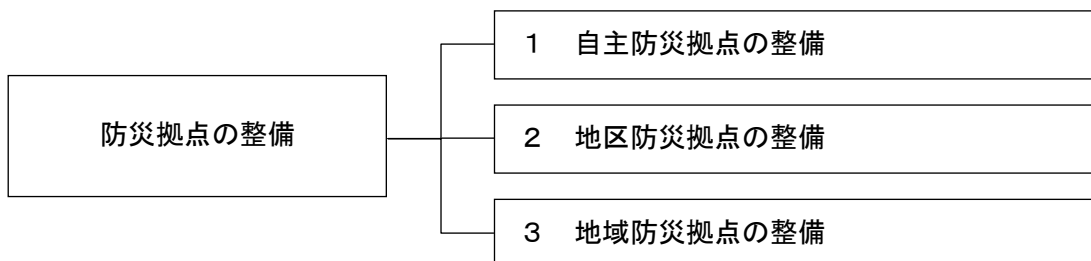 防災拠点の整備
１　自主防災拠点の整備
２　地区防災拠点の整備
３　地域防災拠点の整備